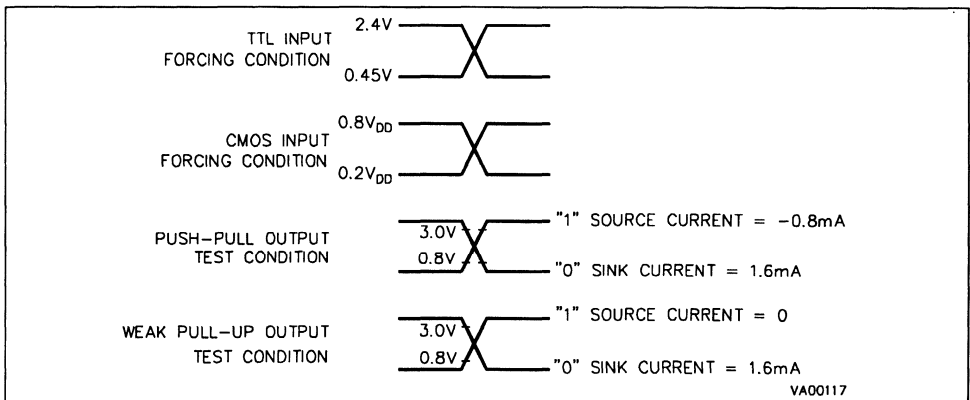 TTL INPUT
FORCING CONDITION
2.4V
0.45V
CMOS INPUT
FORCING CONDITION
0.8VDD
0.2VDD
PUSH-PULL OUTPUT
TEST CONDITION
3.0V
0.8V
"1" SOURCE CURRENT = -0.8mA
"0" SINK CURRENT = 1.6mA
WEAK PULL-UP OUTPUT
TEST CONDITION
3.0V
0.8V
"1" SOURCE CURRENT = 0
"0" SINK CURRENT = 1.6mA
VA00117